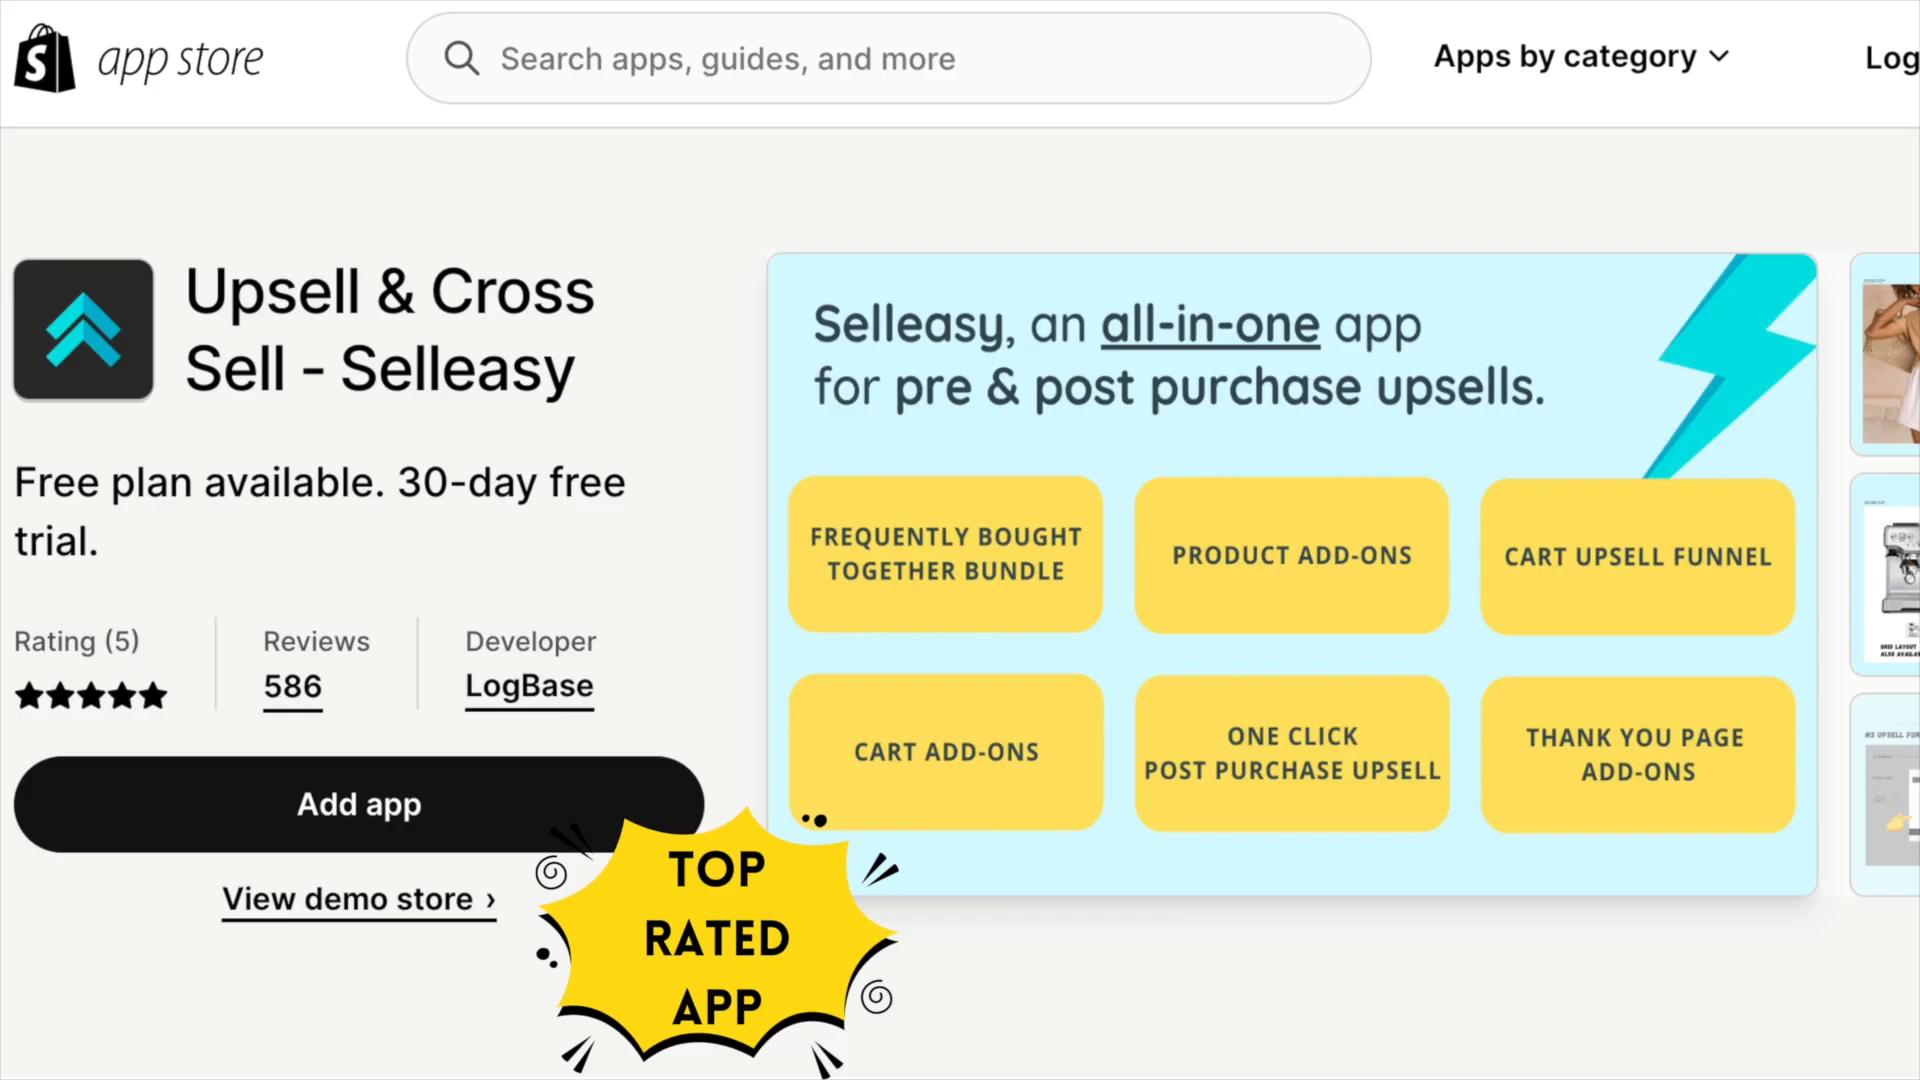 app store
Search apps, guides, and more
Apps by category
Log
Upsell & Cross
Sell - Selleasy
Free plan available. 30-day free
trial.
Rating (5)
Reviews
586
Developer
LogBase
Add app
View demo store ›
Selleasy, an all-in-one app
for pre & post purchase upsells.
FREQUENTLY BOUGHT
TOGETHER BUNDLE
PRODUCT ADD-ONS
CART UPSELL FUNNEL
CART ADD-ONS
ONE CLICK
POST PURCHASE UPSELL
THANK YOU PAGE
ADD-ONS
TOP
RATED
APP